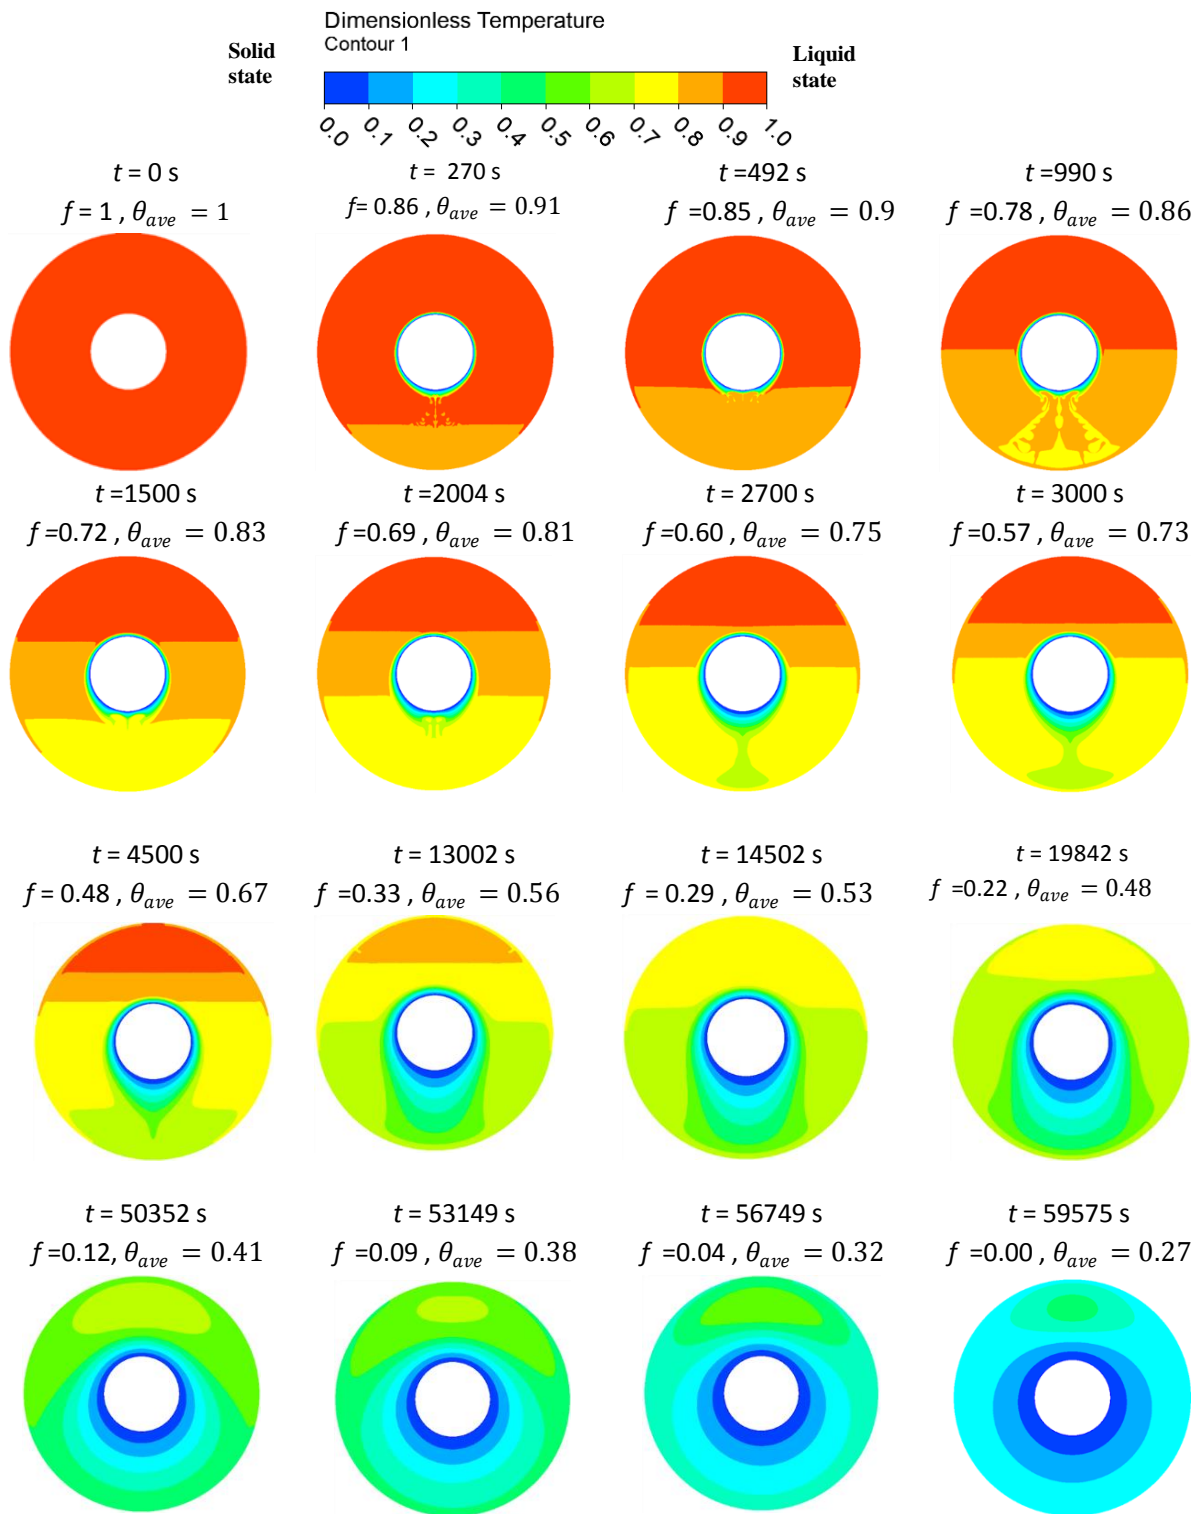 Dimensionless Temperature
Contour 1
Solid
state
Liquid
state
0.0 0.1 0.2 0.3 0.4 0.5 0.6 0.7 0.8 0.9 1.0
t = 0 s
f = 1 , θave = 1
t = 270 s
f= 0.86 , θave = 0.91
t =492 s
f =0.85 , θave = 0.9
t =990 s
f =0.78 , θave = 0.86
t =1500 s
f =0.72 , θave = 0.83
t =2004 s
f =0.69 , θave = 0.81
t =2700 s
f =0.60 , θave = 0.75
t = 3000 s
f =0.57 , θave = 0.73
t = 4500 s
f = 0.48 , θave = 0.67
t = 13002 s
f =0.33 , θave = 0.56
t = 14502 s
f = 0.29 , θave = 0.53
t = 19842 s
f =0.22 , θave = 0.48
t = 50352 s
f=0.12, θave = 0.41
t = 53149 s
f =0.09 , θave = 0.38
t = 56749 s
f =0.04 , θave = 0.32
t = 59575 s
f =0.00 , θave = 0.27